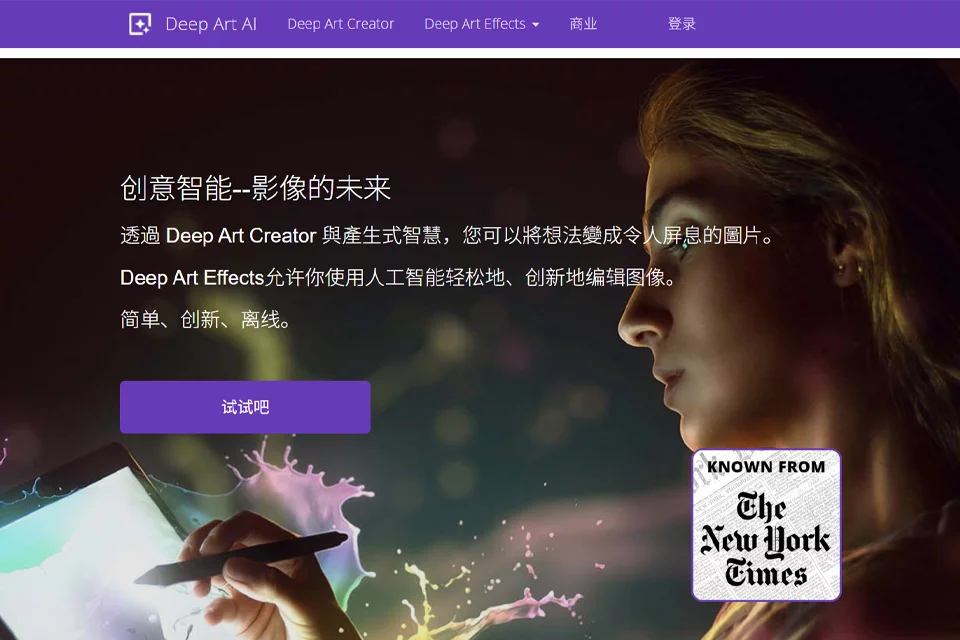 Deep Art AI
Deep Art Creator
Deep Art Effects
商业
登录
创意智能--影像的未来
透過 Deep Art Creator 與產生式智慧，您可以將想法變成令人屏息的圖片。
Deep Art Effects允许你使用人工智能轻松地、创新地编辑图像。
简单、创新、离线。
试试吧
KNOWN FROM
The
New York
Times